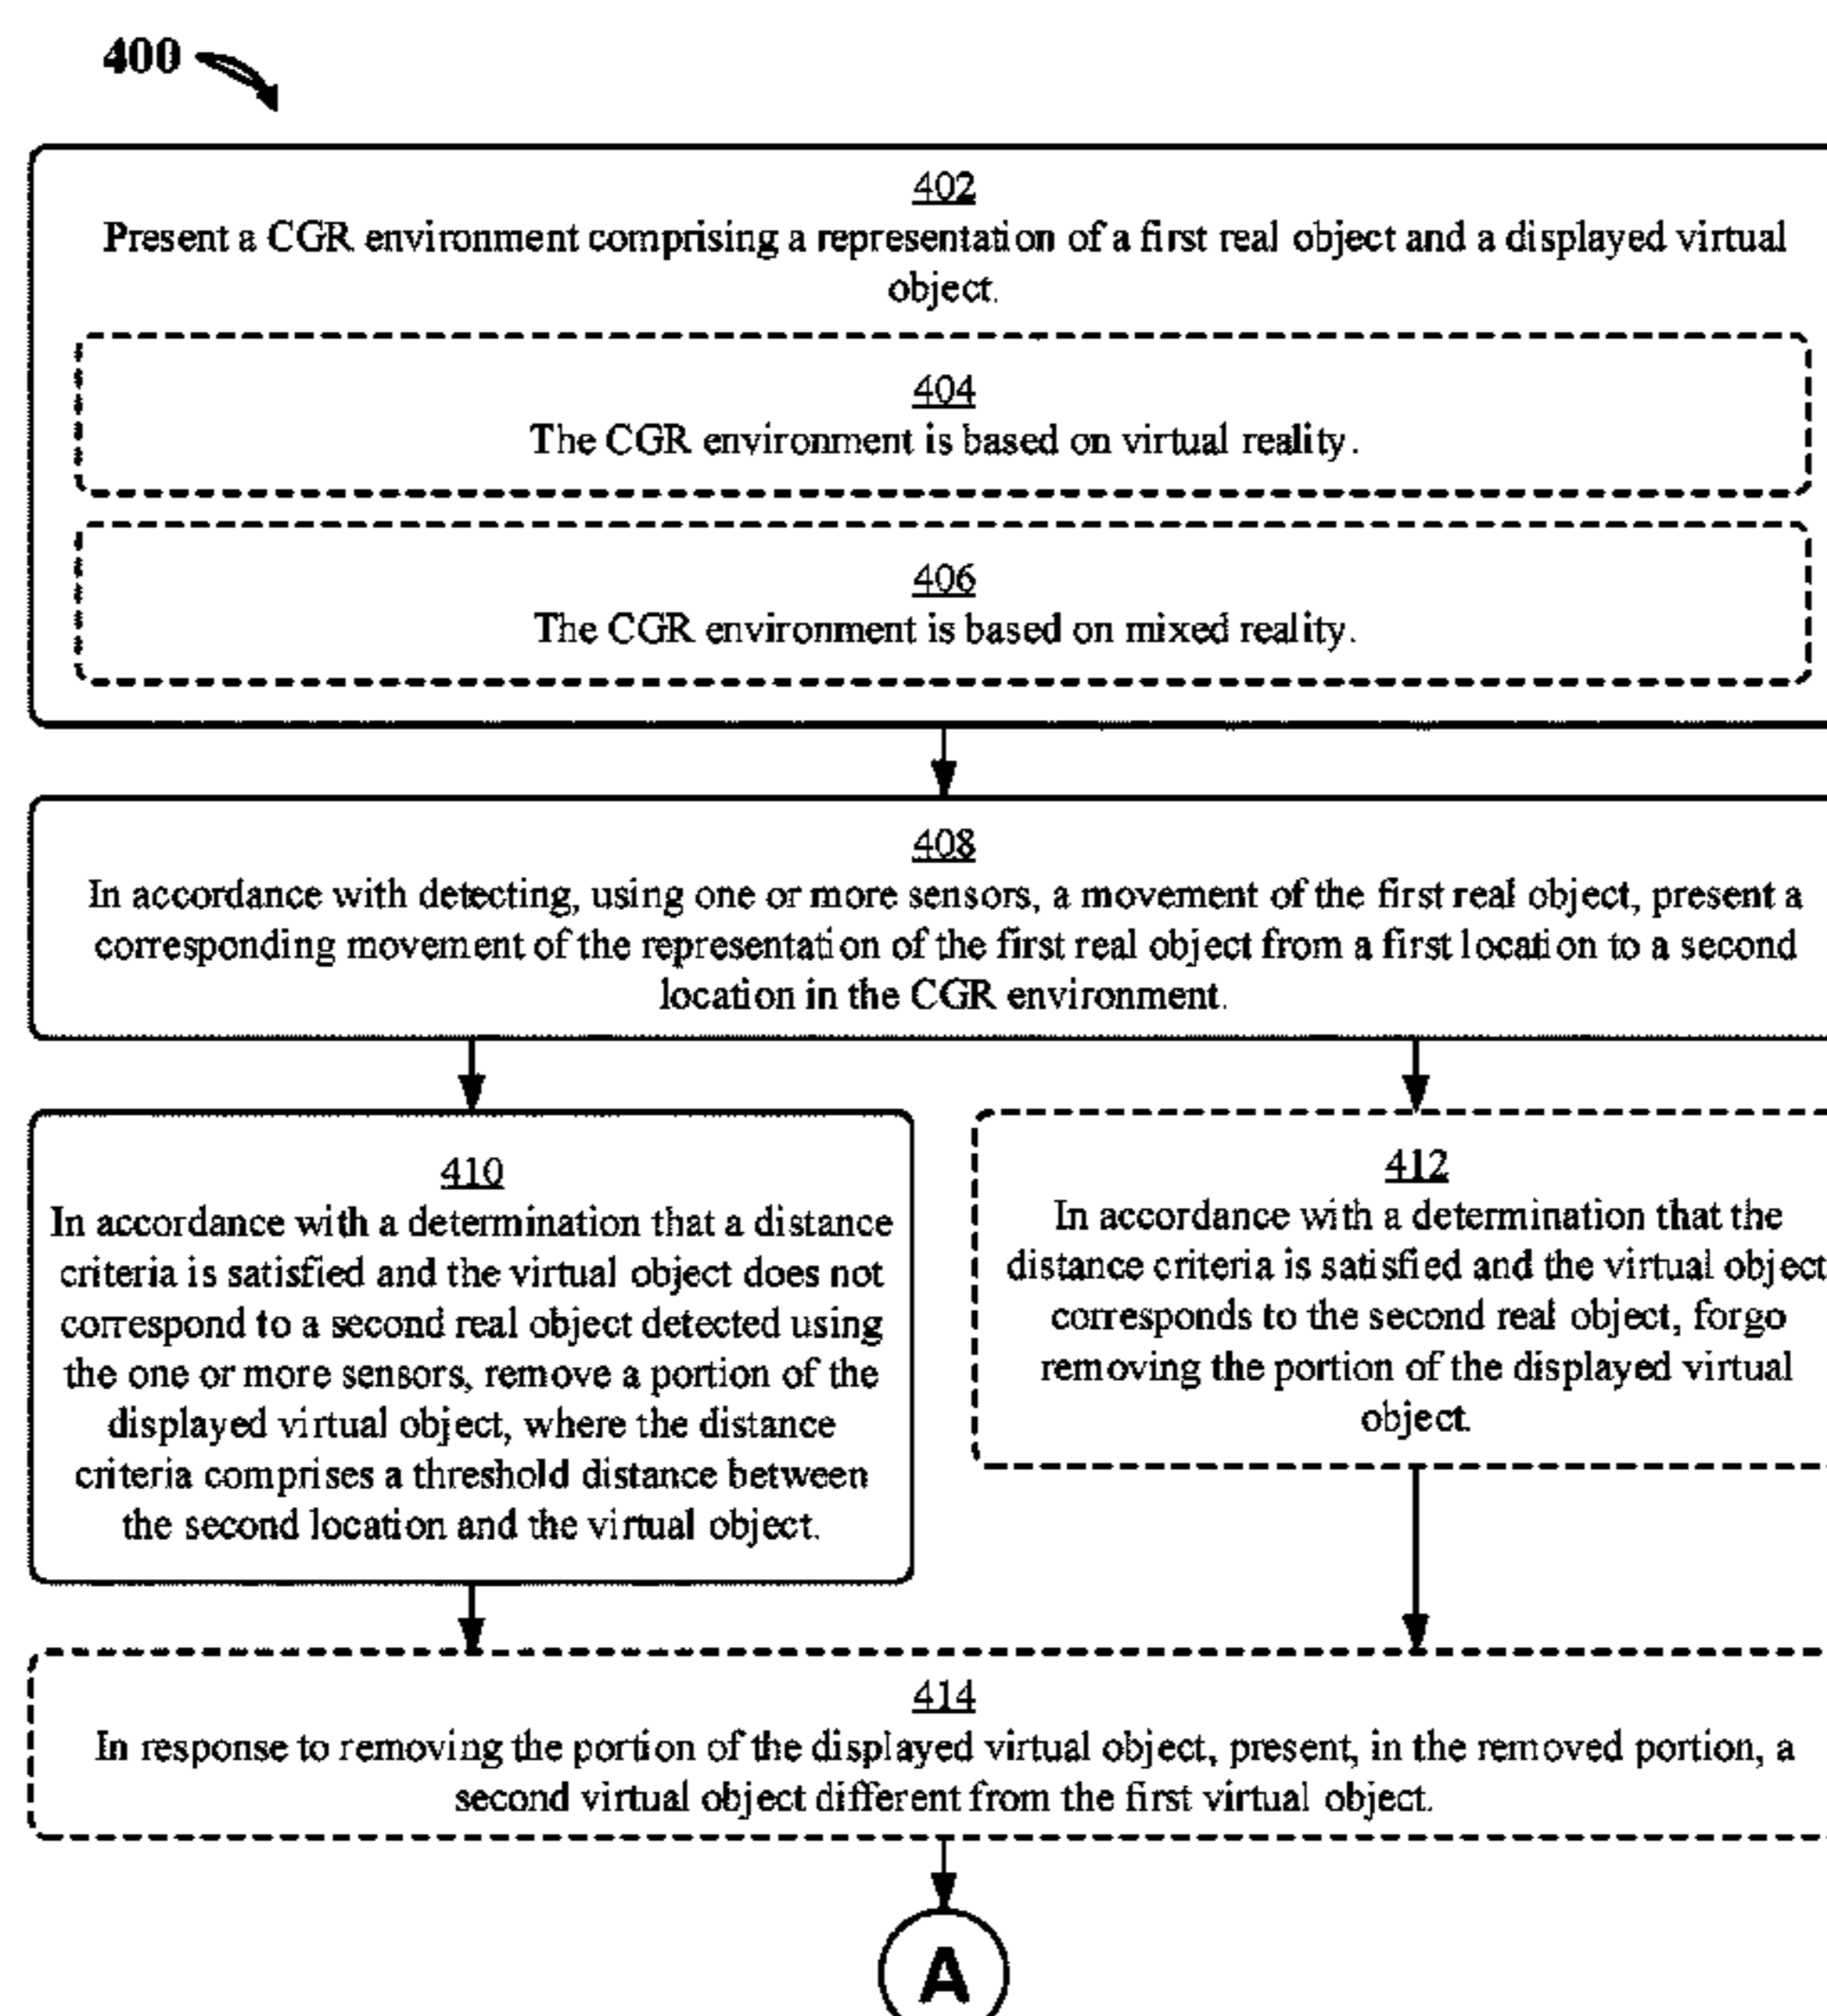 400
402
Present a CGR environment comprising a representation of a first real object and a displayed virtual
object.
404
The CGR environment is based on virtual reality.
406
The CGR environment is based on mixed reality.
408
In accordance with detecting, using one or more sensors, a movement of the first real object, present a
corresponding movement of the representation of the first real object from a first location to a second
location in the CGR environment.
410
In accordance with a determination that a distance
criteria is satisfied and the virtual object does not
correspond to a second real object detected using
the one or more sensors, remove a portion of the
displayed virtual object, where the distance
criteria comprises a threshold distance between
the second location and the virtual object.
412
In accordance with a determination that the
distance criteria is satisfied and the virtual object
corresponds to the second real object, forgo
removing the portion of the displayed virtual
object.
414
In response to removing the portion of the displayed virtual object, present, in the removed portion, a
second virtual object different from the first virtual object.
A